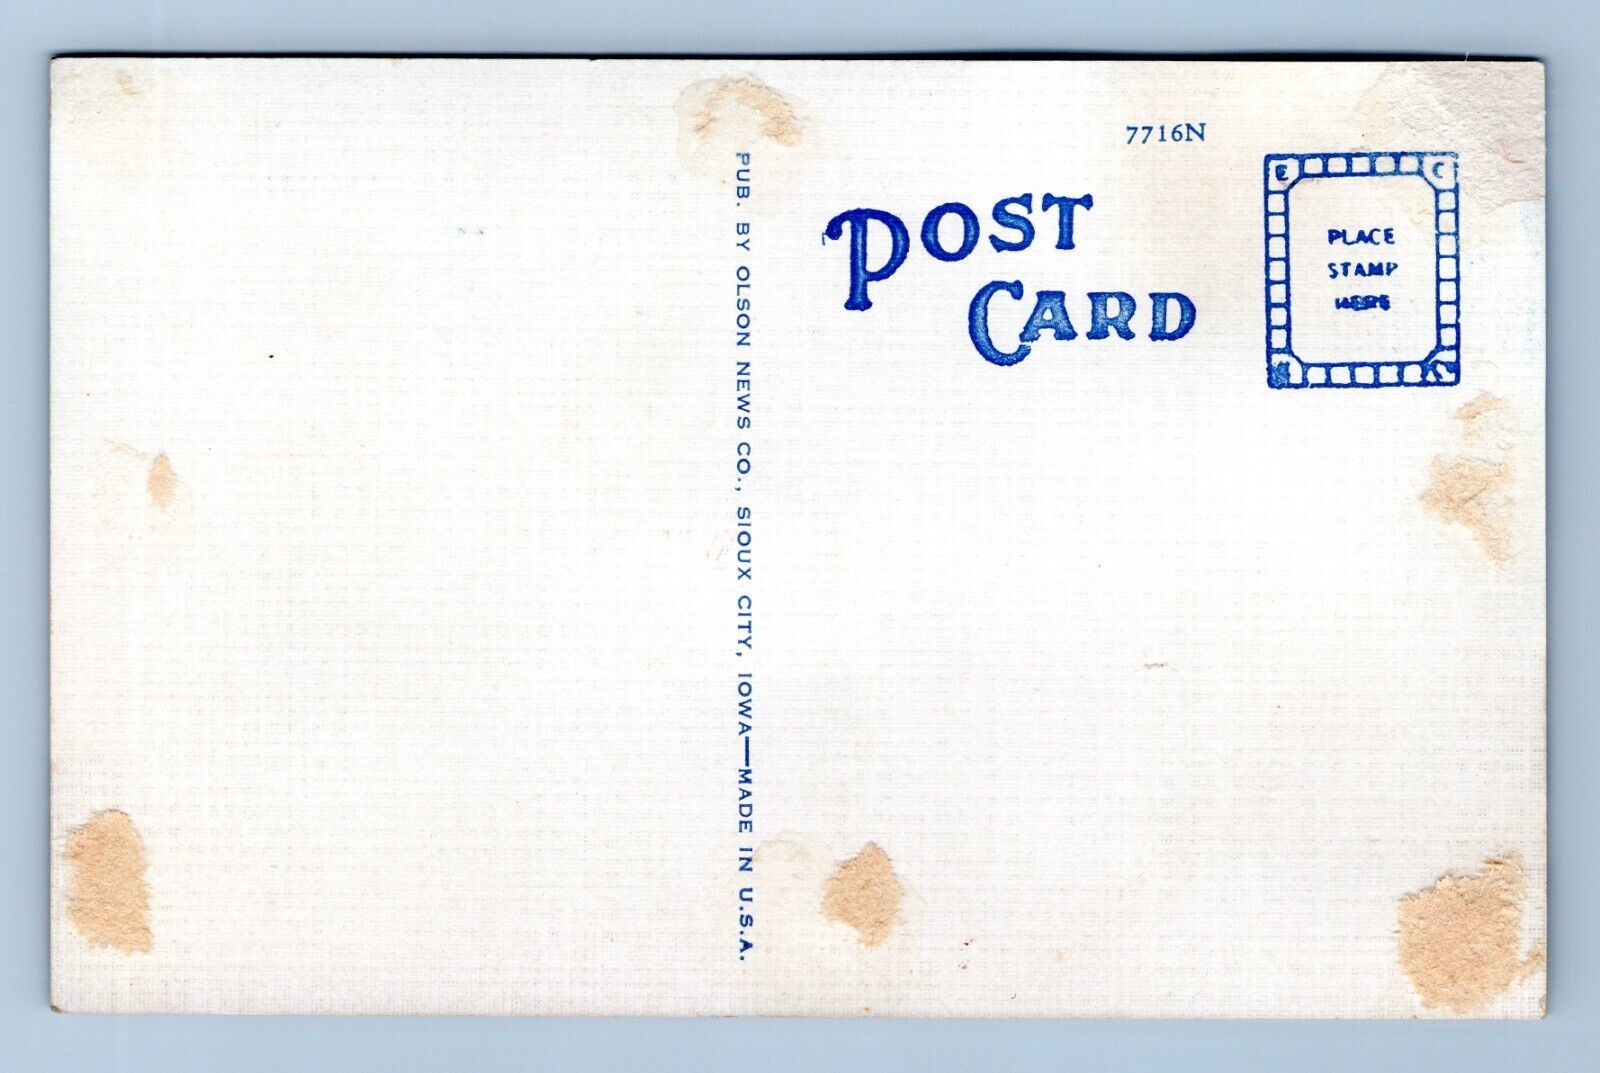 PUB. BY OLSON NEWS CO., SIOUX CITY, IOWA—MADE IN U.S.A.
7716N
POST
CARD
E C
PLACE
STAMP
HERE